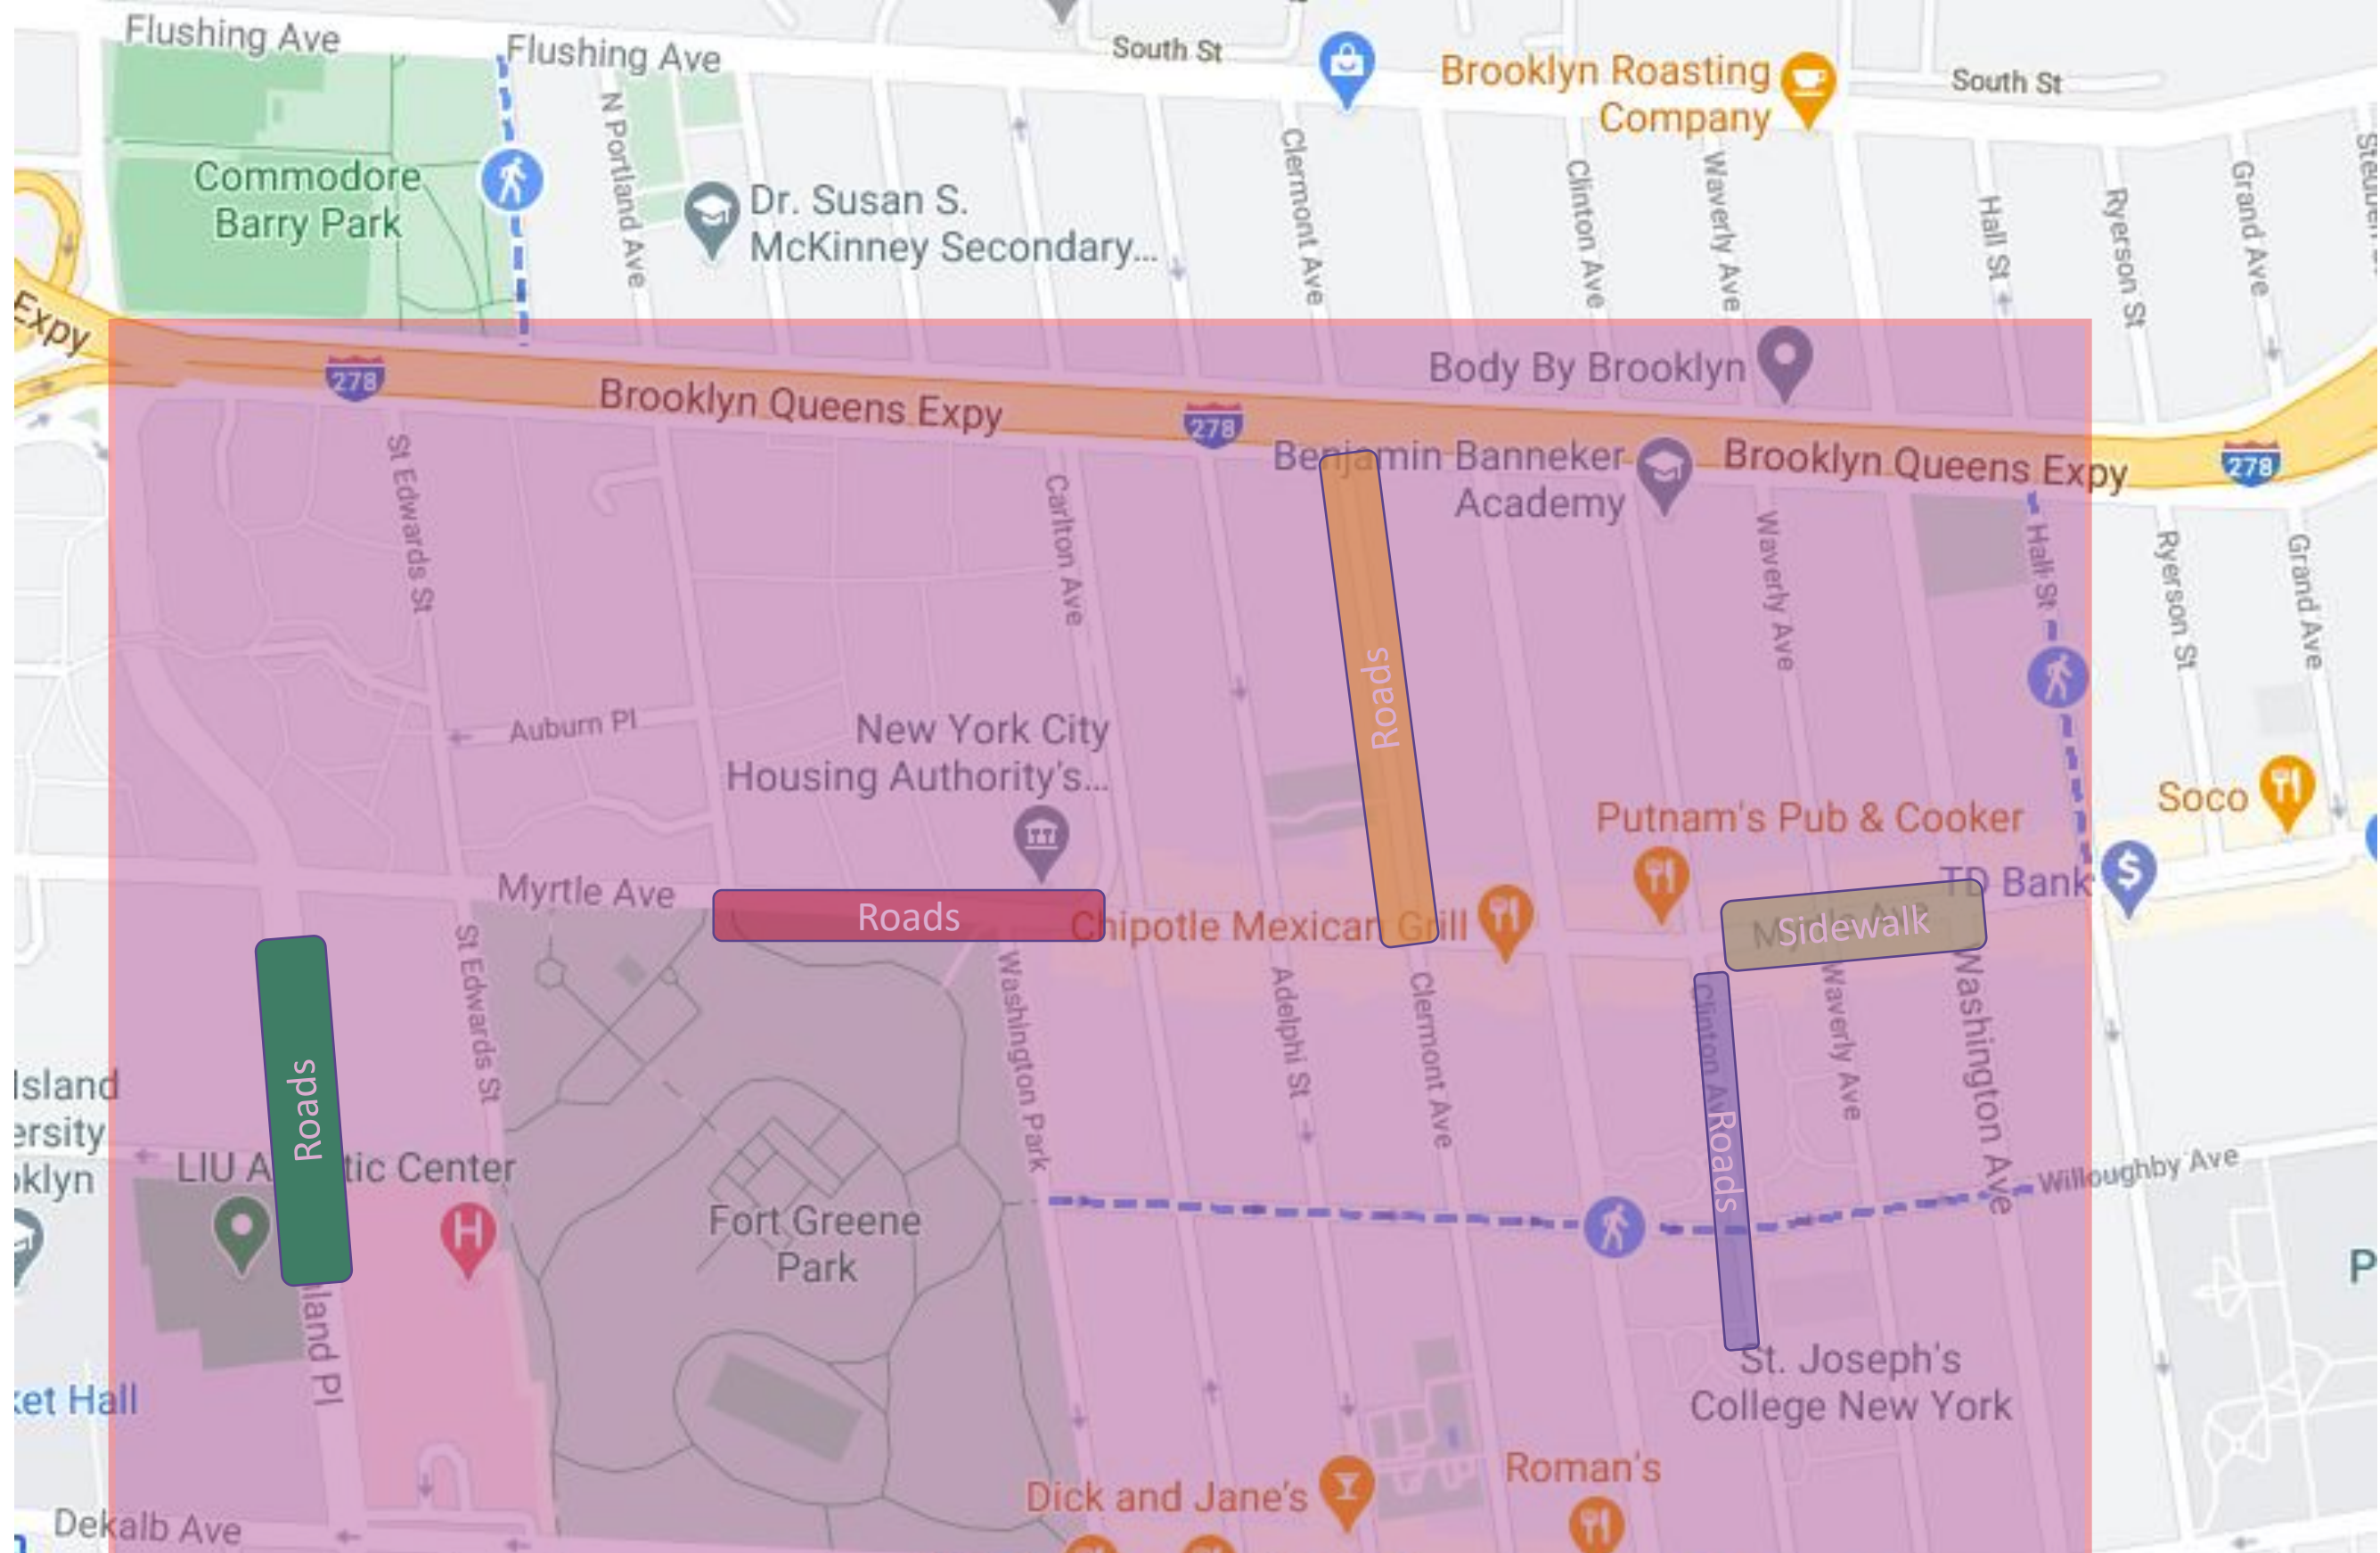 Flushing Ave
Flushing Ave
South St
Brooklyn Roasting
Company
South St
N Portland Ave
Commodore
Barry Park
Dr. Susan S.
McKinney Secondary...
Clermont Ave
Clinton Ave
Waverly Ave
Hall St
Ryerson St
Grand Ave
Expy
278
Brooklyn Queens Expy
278
Body By Brooklyn
Benjamin Banneker
Academy
Brooklyn Queens Expy
278
St Edwards St
Carlton Ave
Waverly Ave
Hall St
Ryerson St
Grand Ave
Roads
Auburn Pl
New York City
Housing Authority's...
Putnam's Pub & Cooker
Soco
Myrtle Ave
Roads
Chipotle Mexican Grill
TD Bank
Sidewalk
St Edwards St
Washington Park
Adelphi St
Clermont Ave
Clinton Av
Roads
Waverly Ave
Washington Ave
Willoughby Ave
Island
ersity
oklyn
Roads
LIU A tic Center
H
Fort Greene
Park
land Pl
St. Joseph's
College New York
P
ket Hall
Dick and Jane's
Roman's
Dekalb Ave